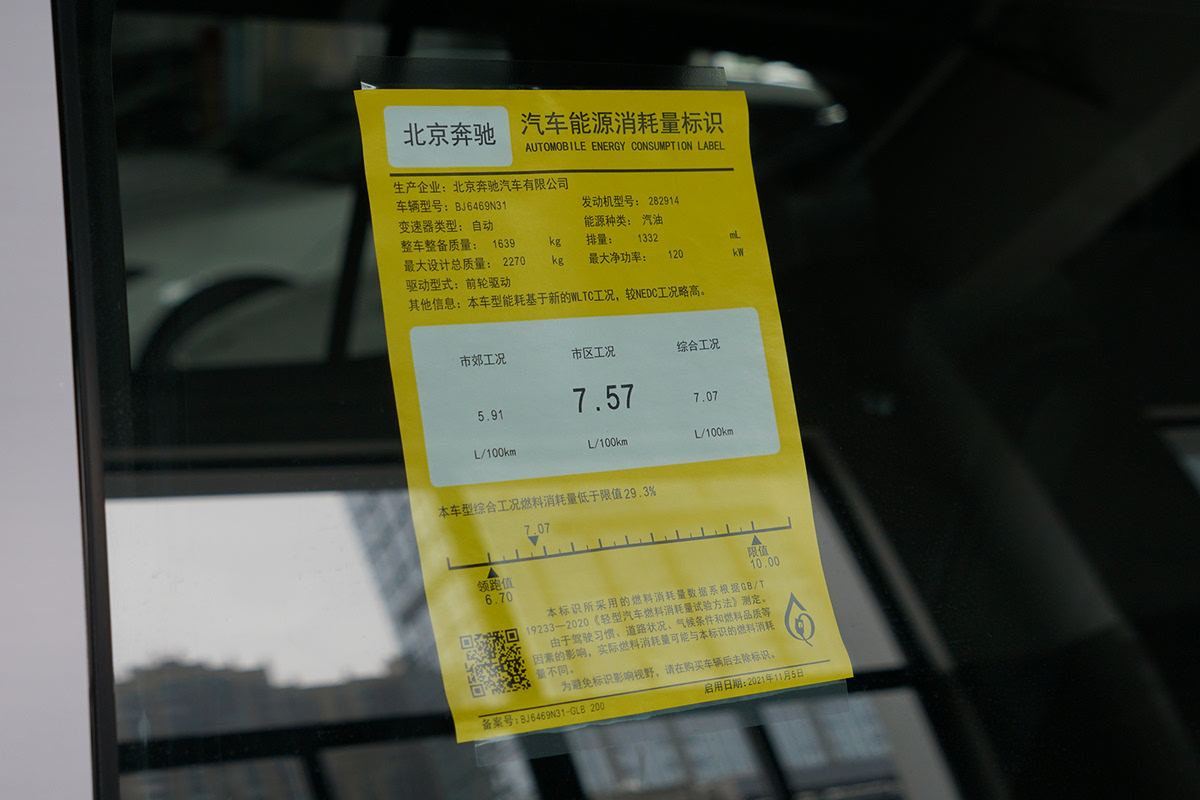 北京奔驰
汽车能源消耗量标识
AUTOMOBILE ENERGY CONSUMPTION LABEL
生产企业：北京奔驰汽车有限公司
车辆型号：BJ6469N31 发动机型号：282914
变速器类型：自动 能源种类：汽油
整车整备质量：1639 kg 排量：1332 mL
最大设计总质量：2270 kg 最大净功率：120 kW
驱动型式：前轮驱动
其他信息：本车型能耗基于新的WLTC工况，较NEDC工况略高。
市郊工况 市区工况 综合工况
5.91 7.57 7.07
L/100km L/100km L/100km
本车型综合工况燃料消耗量低于限值29.3%
7.07
领跑值 限值
6.70 10.00
本标识所采用的燃料消耗量数据系根据GB/T
19233—2020《轻型汽车燃料消耗量试验方法》测定。
由于驾驶习惯、道路状况、气候条件和燃料品质等
因素的影响，实际燃料消耗量可能与本标识的燃料消耗
量不同。
为避免标识影响视野，请在购买车辆后去除标识。
备案号：BJ6469N31-GLB 200 启用日期：2021年11月5日